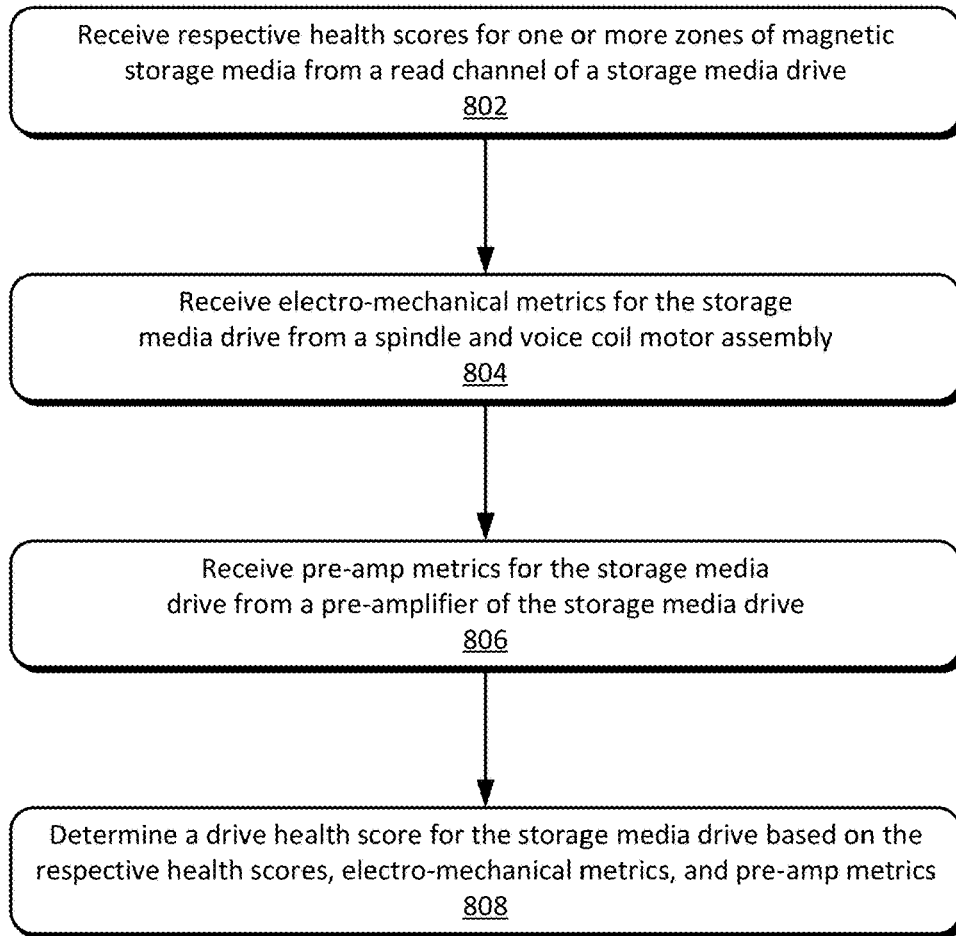 Receive respective health scores for one or more zones of magnetic
storage media from a read channel of a storage media drive
802
Receive electro-mechanical metrics for the storage
media drive from a spindle and voice coil motor assembly
804
Receive pre-amp metrics for the storage media
drive from a pre-amplifier of the storage media drive
806
Determine a drive health score for the storage media drive based on the
respective health scores, electro-mechanical metrics, and pre-amp metrics
808